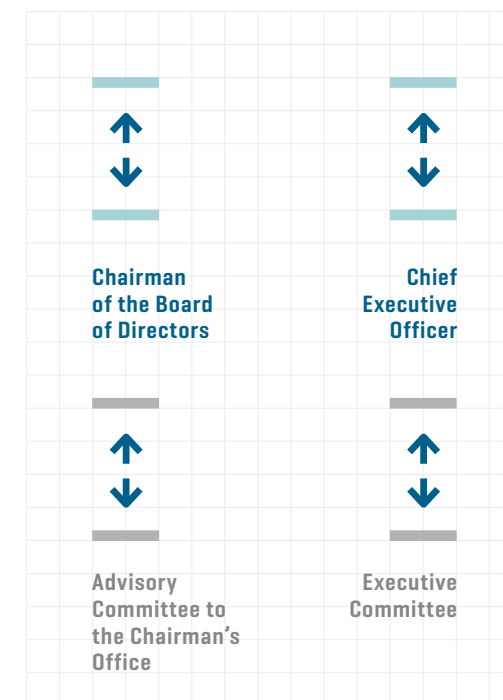 Chairman
of the Board
of Directors
Chief
Executive
Officer
Advisory
Committee to
the Chairman's
Office
Executive
Committee